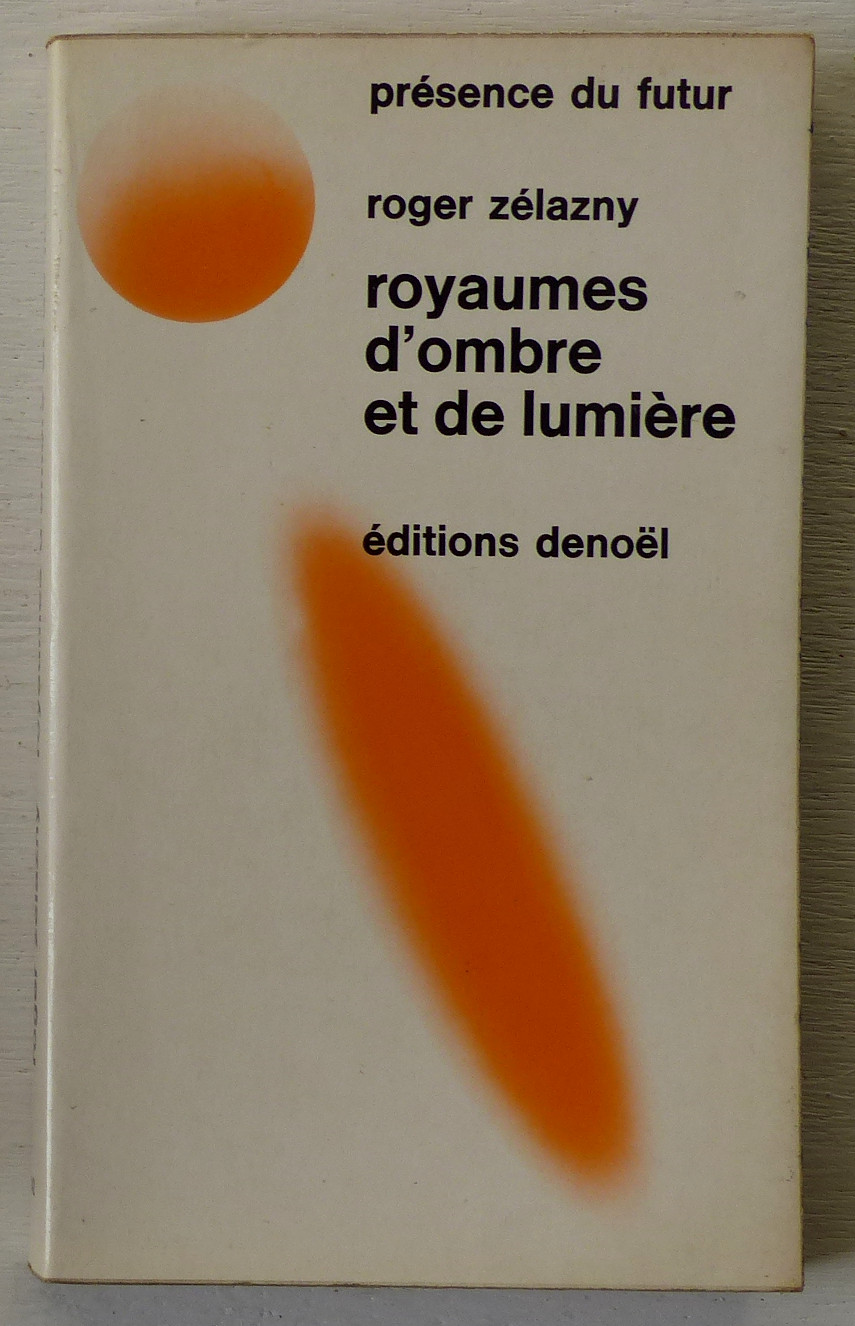 présence du futur
roger zélazny
royaumes
d'ombre
et de lumière
éditions denoël